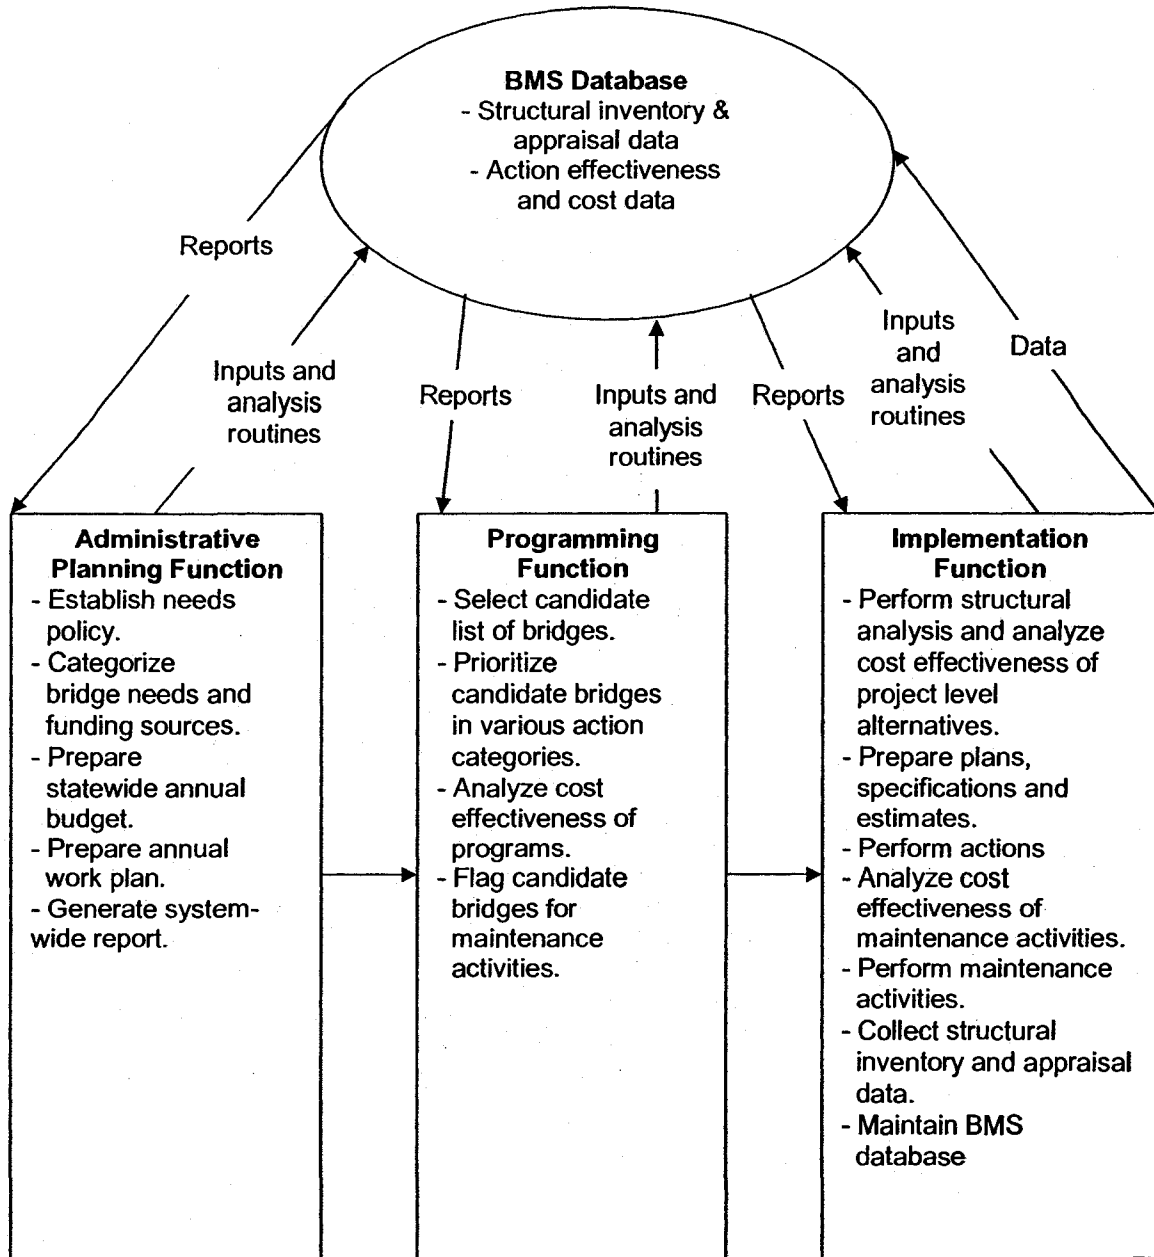 BMS Database
- Structural inventory &
appraisal data
- Action effectiveness
and cost data
Reports
Inputs and
analysis
routines
Reports
Inputs and
analysis
routines
Reports
Inputs
and
analysis
routines
Data
Administrative
Planning Function
- Establish needs
policy.
- Categorize
bridge needs and
funding sources.
- Prepare
statewide annual
budget.
- Prepare annual
work plan.
- Generate system-
wide report.
Programming
Function
- Select candidate
list of bridges.
- Prioritize
candidate bridges
in various action
categories.
- Analyze cost
effectiveness of
programs.
- Flag candidate
bridges for
maintenance
activities.
Implementation
Function
- Perform structural
analysis and analyze
cost effectiveness of
project level
alternatives.
- Prepare plans,
specifications and
estimates.
- Perform actions
- Analyze cost
effectiveness of
maintenance activities.
- Perform maintenance
activities.
- Collect structural
inventory and appraisal
data.
- Maintain BMS
database